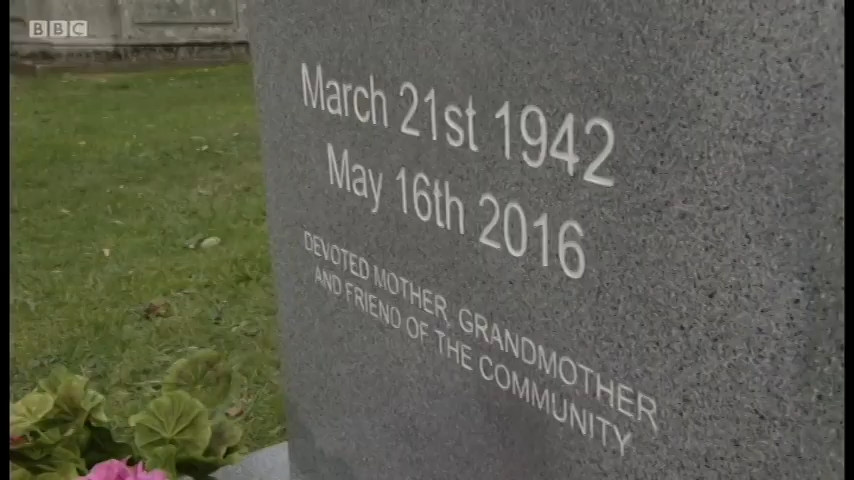 BBC
March 21st 1942
May 16th 2016
DEVOTED MOTHER, GRANDMOTHER
AND FRIEND OF THE COMMUNITY